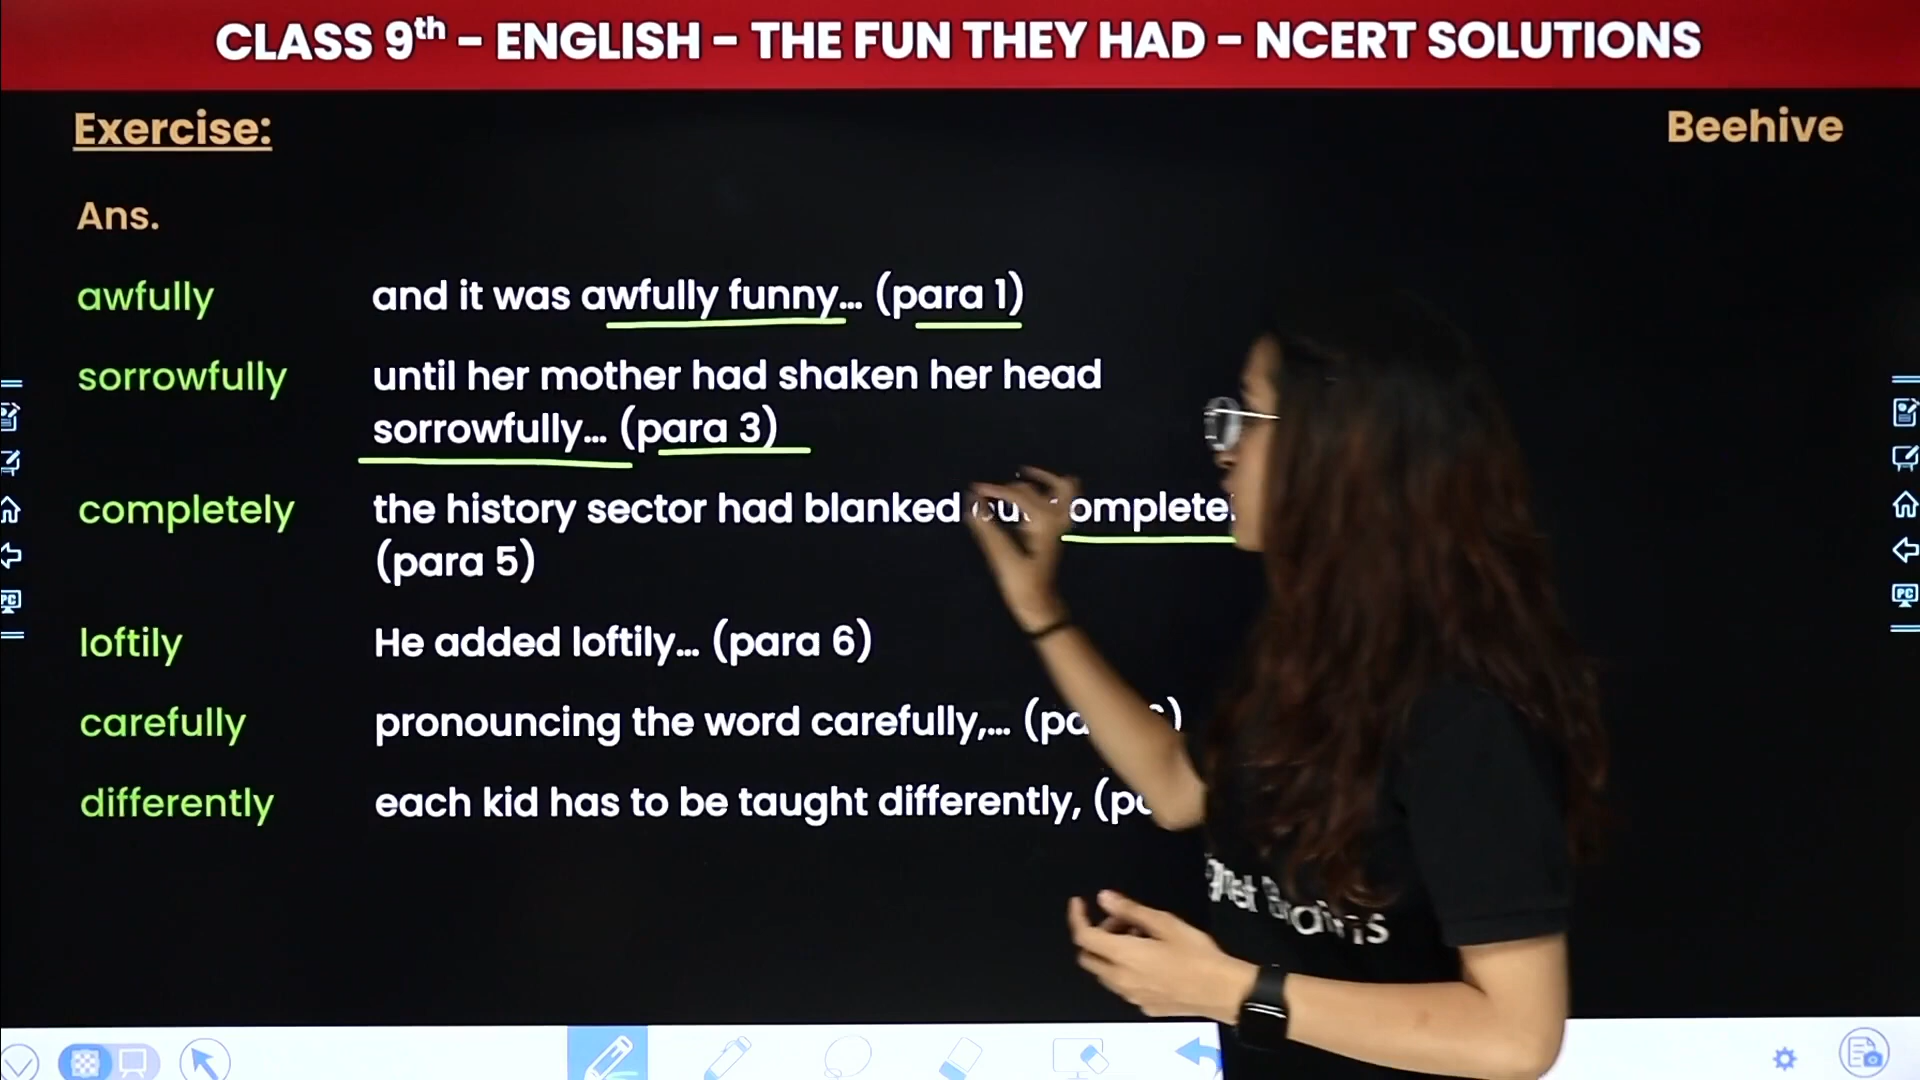 CLASS 9th - ENGLISH - THE FUN THEY HAD - NCERT SOLUTIONS
Exercise: Beehive
Ans.
awfully and it was awfully funny... (para 1)
sorrowfully until her mother had shaken her head
sorrowfully... (para 3)
completely the history sector had blanked
(para 5)
loftily He added loftily... (para 6)
carefully pronouncing the word carefully,...
differently each kid has to be taught differently,
PC
PC